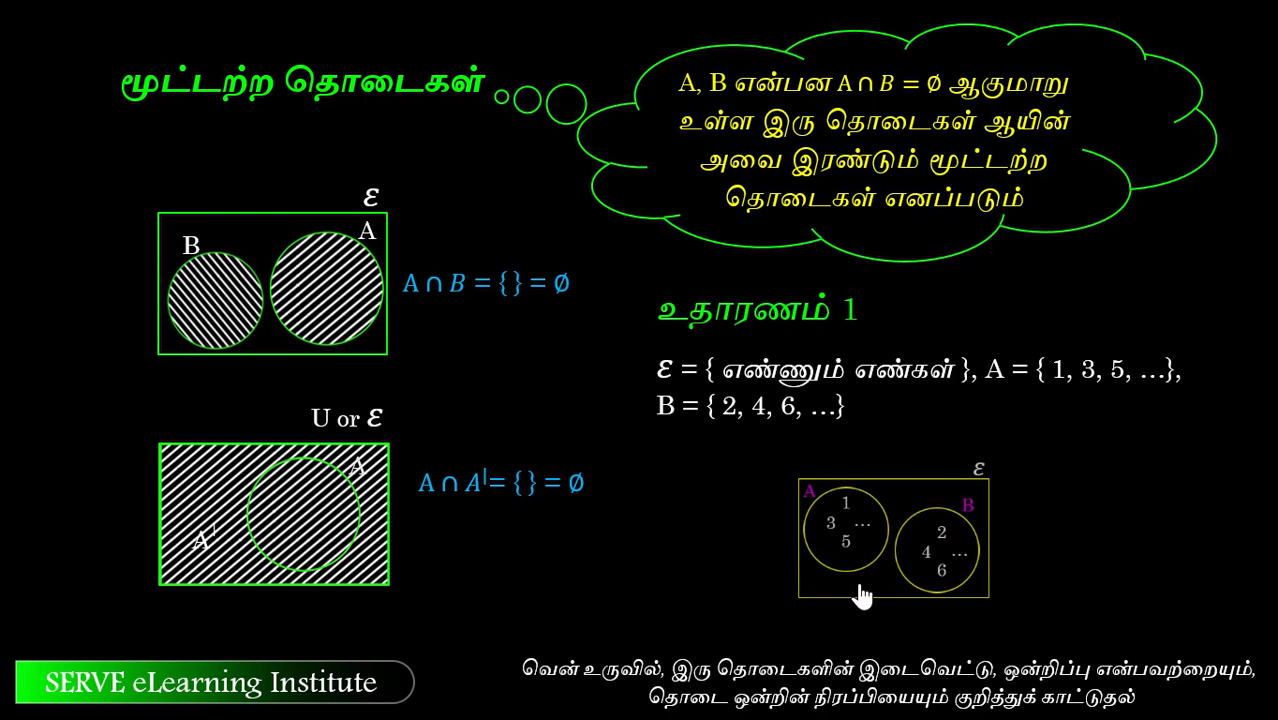 மூட்டற்ற தொடைகள்
A, B என்பன A ∩ B = ∅ ஆகுமாறு
உள்ள இரு தொடைகள் ஆயின்
அவை இரண்டும் மூட்டற்ற
தொடைகள் எனப்படும்
ε
A
B
A ∩ B = { } = ∅
உதாரணம் 1
ε = { எண்ணும் எண்கள் }, A = { 1, 3, 5, ...},
B = { 2, 4, 6, ...}
U or ε
A
A|
A ∩ A| = { } = ∅
ε
A
B
1
3 ...
5
2
4 ...
6
SERVE eLearning Institute
வென் உருவில், இரு தொடைகளின் இடைவெட்டு, ஒன்றிப்பு என்பவற்றையும்,
தொடை ஒன்றின் நிரப்பியையும் குறித்துக் காட்டுதல்